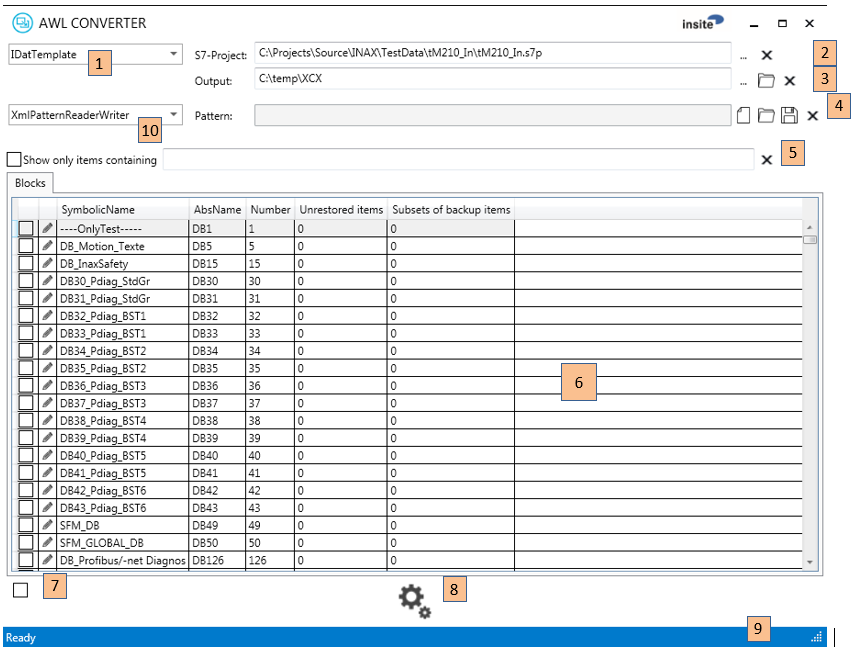 AWL CONVERTER
insite
IDatTemplate
1
S7-Project:
C:\Projects\Source\INAX\TestData\tM210_In\tM210_In.s7p
...
2
Output:
C:\temp\XCX
...
3
XmlPatternReaderWriter
10
Pattern:
4
Show only items containing
5
Blocks
SymbolicName AbsName Number Unrestored items Subsets of backup items
----OnlyTest----- DB1 1 0 0
DB_Motion_Texte DB5 5 0 0
DB_InaxSafety DB15 15 0 0
DB30_Pdiag_StdGr DB30 30 0 0
DB31_Pdiag_StdGr DB31 31 0 0
DB32_Pdiag_BST1 DB32 32 0 0
DB33_Pdiag_BST1 DB33 33 0 0
DB34_Pdiag_BST2 DB34 34 0 0
DB35_Pdiag_BST2 DB35 35 0 0
DB36_Pdiag_BST3 DB36 36 0 0
DB37_Pdiag_BST3 DB37 37 0 0
DB38_Pdiag_BST4 DB38 38 0 0
DB39_Pdiag_BST4 DB39 39 0 0
DB40_Pdiag_BST5 DB40 40 0 0
DB41_Pdiag_BST5 DB41 41 0 0
DB42_Pdiag_BST6 DB42 42 0 0
DB43_Pdiag_BST6 DB43 43 0 0
SFM_DB DB49 49 0 0
SFM_GLOBAL_DB DB50 50 0 0
DB_Profibus/-net Diagnos DB126 126 0 0
6
7
8
9
Ready